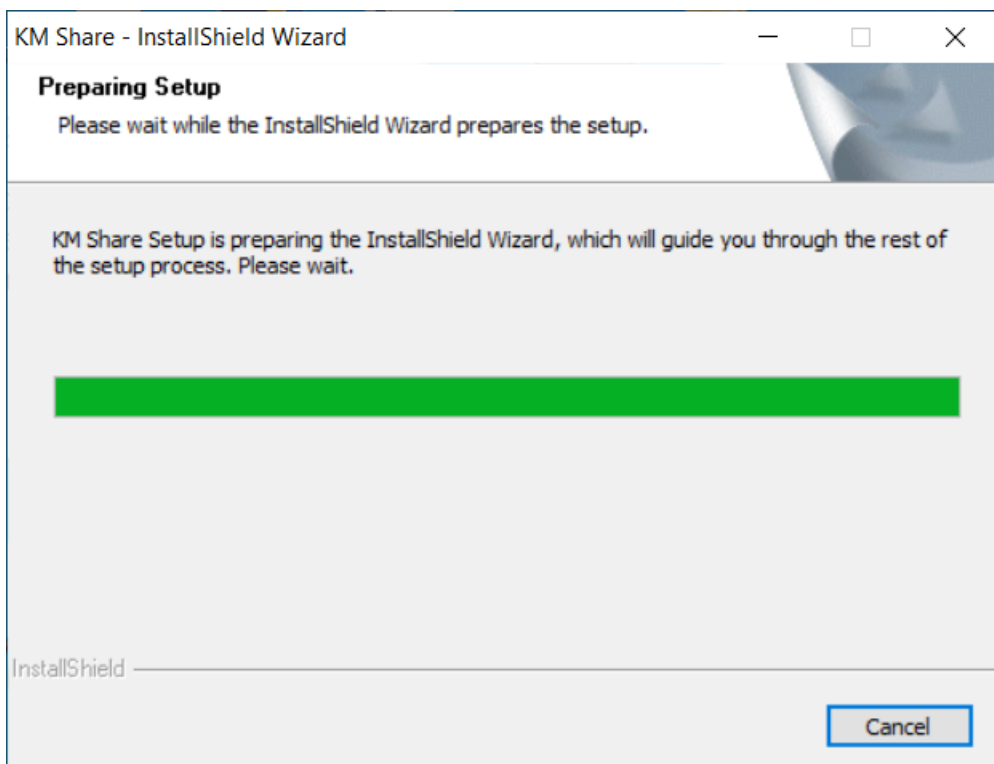 KM Share - InstallShield Wizard
Preparing Setup
Please wait while the InstallShield Wizard prepares the setup.
KM Share Setup is preparing the InstallShield Wizard, which will guide you through the rest of
the setup process. Please wait.
InstallShield
Cancel